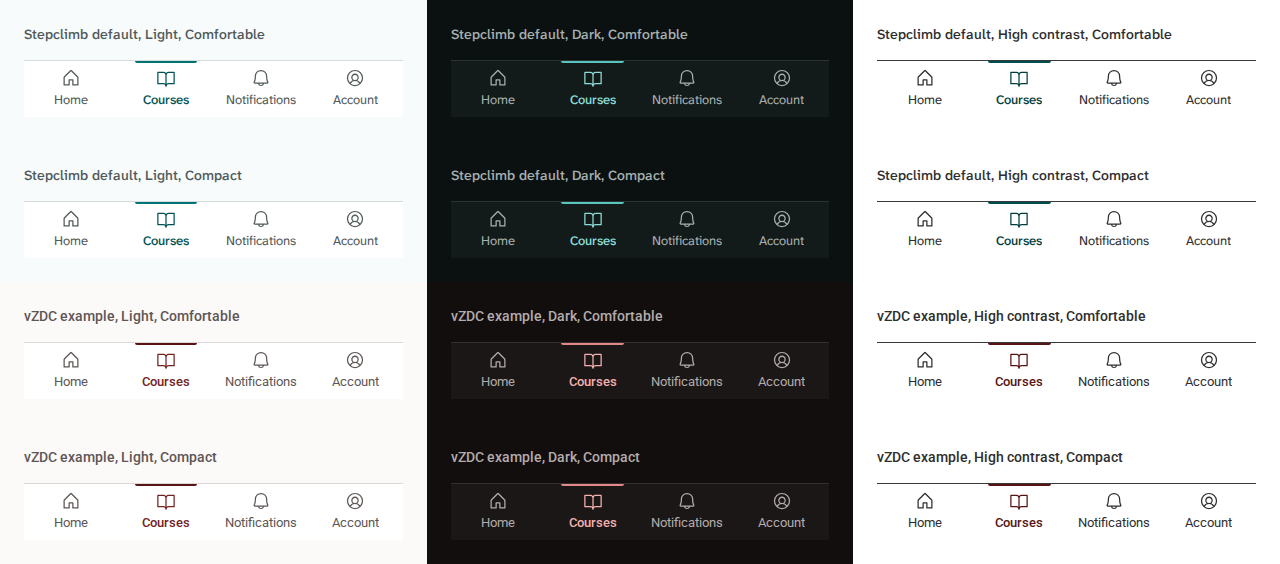 Stepclimb default, Light, Comfortable
Home Courses Notifications Account
Stepclimb default, Light, Compact
Home Courses Notifications Account
vZDC example, Light, Comfortable
Home Courses Notifications Account
vZDC example, Light, Compact
Home Courses Notifications Account
Stepclimb default, Dark, Comfortable
Home Courses Notifications Account
Stepclimb default, Dark, Compact
Home Courses Notifications Account
vZDC example, Dark, Comfortable
Home Courses Notifications Account
vZDC example, Dark, Compact
Home Courses Notifications Account
Stepclimb default, High contrast, Comfortable
Home Courses Notifications Account
Stepclimb default, High contrast, Compact
Home Courses Notifications Account
vZDC example, High contrast, Comfortable
Home Courses Notifications Account
vZDC example, High contrast, Compact
Home Courses Notifications Account